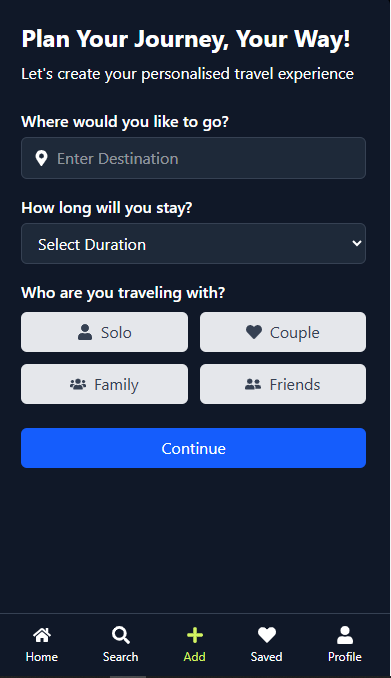 Plan Your Journey, Your Way!
Let's create your personalised travel experience
Where would you like to go?
Enter Destination
How long will you stay?
Select Duration
Who are you traveling with?
Solo Couple
Family Friends
Continue
Home Search Add Saved Profile